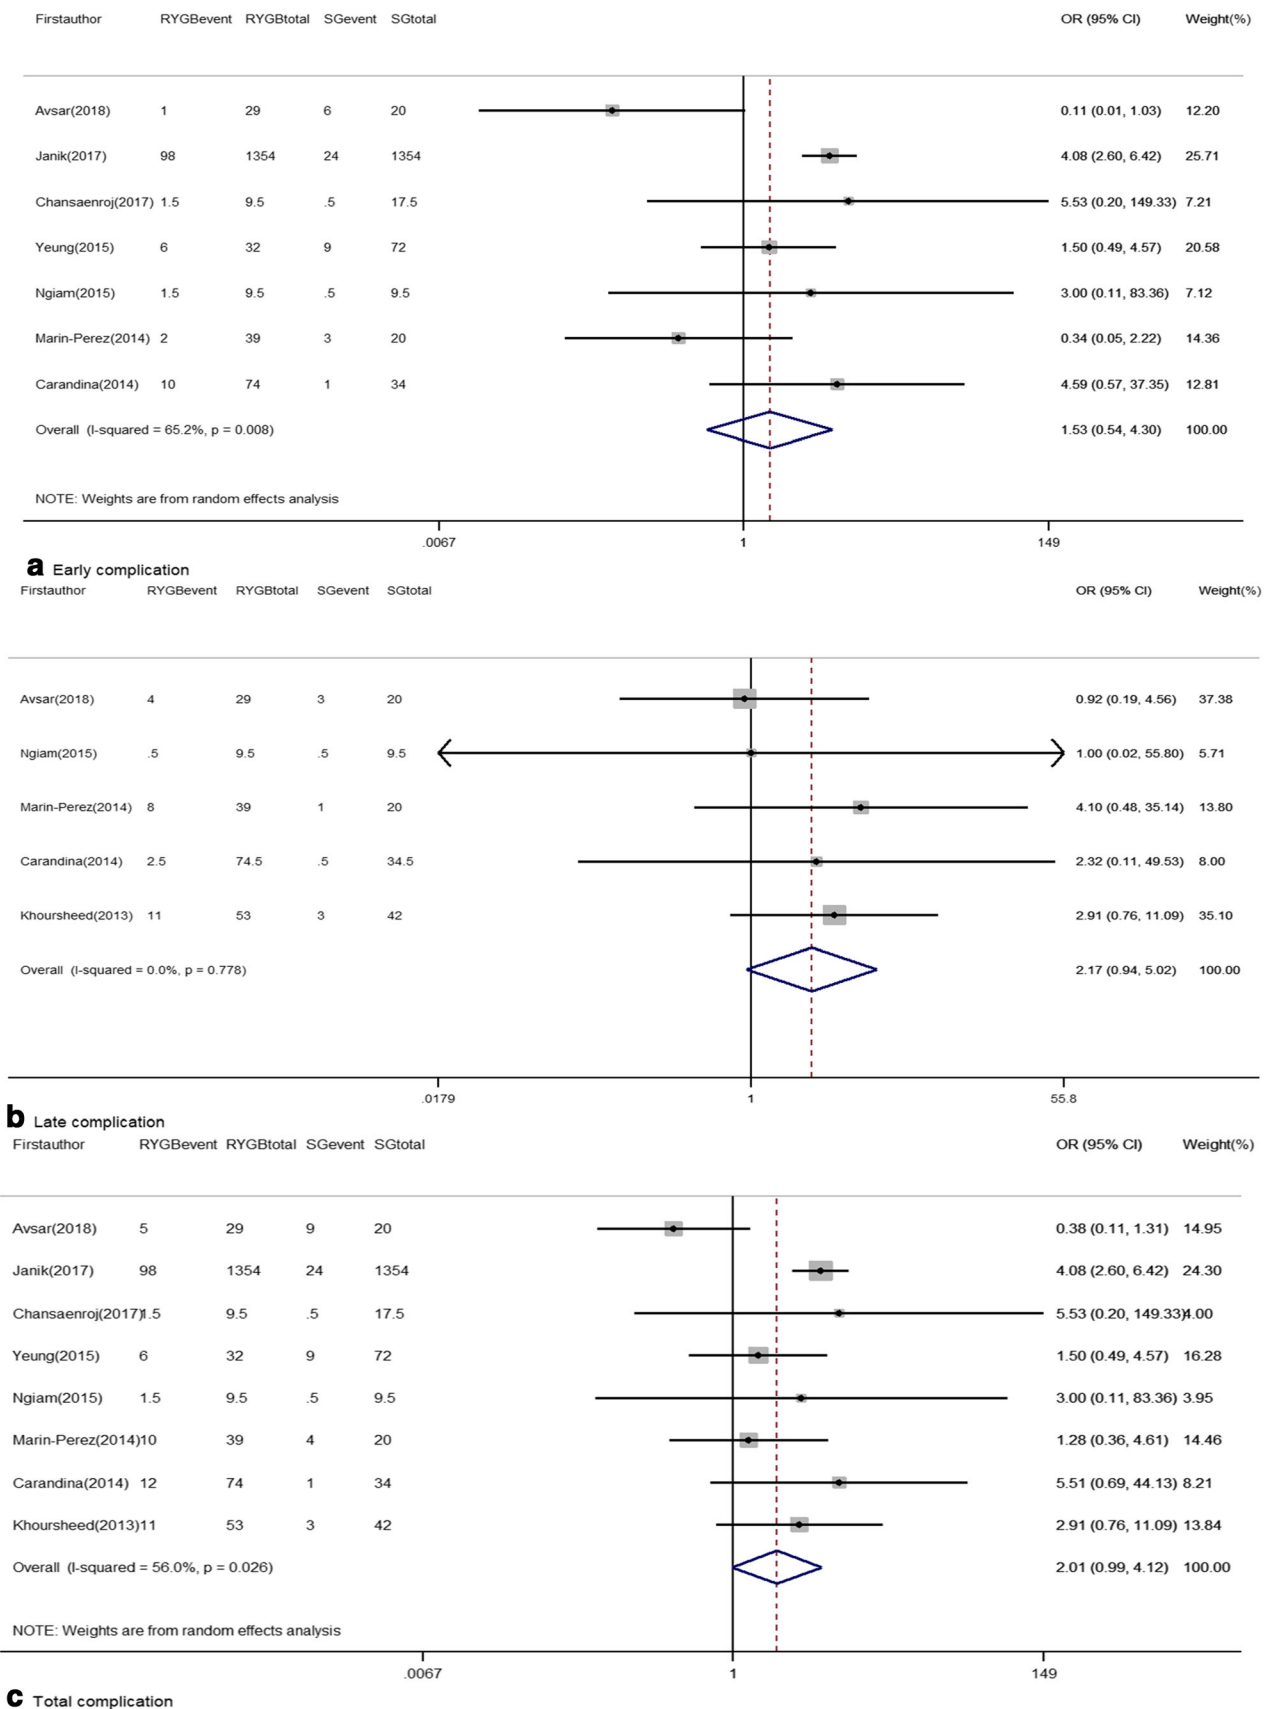 Firstauthor RYGBevent RYGBtotal SGevent SGtotal OR (95% CI) Weight(%)
Avsar(2018) 1 29 6 20 0.11 (0.01, 1.03) 12.20
Janik(2017) 98 1354 24 1354 4.08 (2.60, 6.42) 25.71
Chansaenroj(2017) 1.5 9.5 .5 17.5 5.53 (0.20, 149.33) 7.21
Yeung(2015) 6 32 9 72 1.50 (0.49, 4.57) 20.58
Ngiam(2015) 1.5 9.5 .5 9.5 3.00 (0.11, 83.36) 7.12
Marin-Perez(2014) 2 39 3 20 0.34 (0.05, 2.22) 14.36
Carandina(2014) 10 74 1 34 4.59 (0.57, 37.35) 12.81
Overall (I-squared = 65.2%, p = 0.008) 1.53 (0.54, 4.30) 100.00
NOTE: Weights are from random effects analysis
.0067 1 149
a Early complication
Firstauthor RYGBevent RYGBtotal SGevent SGtotal OR (95% CI) Weight(%)
Avsar(2018) 4 29 3 20 0.92 (0.19, 4.56) 37.38
Ngiam(2015) .5 9.5 .5 9.5 1.00 (0.02, 55.80) 5.71
Marin-Perez(2014) 8 39 1 20 4.10 (0.48, 35.14) 13.80
Carandina(2014) 2.5 74.5 .5 34.5 2.32 (0.11, 49.53) 8.00
Khoursheed(2013) 11 53 3 42 2.91 (0.76, 11.09) 35.10
Overall (I-squared = 0.0%, p = 0.778) 2.17 (0.94, 5.02) 100.00
.0179 1 55.8
b Late complication
Firstauthor RYGBevent RYGBtotal SGevent SGtotal OR (95% CI) Weight(%)
Avsar(2018) 5 29 9 20 0.38 (0.11, 1.31) 14.95
Janik(2017) 98 1354 24 1354 4.08 (2.60, 6.42) 24.30
Chansaenroj(2017)1.5 9.5 .5 17.5 5.53 (0.20, 149.33)4.00
Yeung(2015) 6 32 9 72 1.50 (0.49, 4.57) 16.28
Ngiam(2015) 1.5 9.5 .5 9.5 3.00 (0.11, 83.36) 3.95
Marin-Perez(2014)10 39 4 20 1.28 (0.36, 4.61) 14.46
Carandina(2014) 12 74 1 34 5.51 (0.69, 44.13) 8.21
Khoursheed(2013)11 53 3 42 2.91 (0.76, 11.09) 13.84
Overall (I-squared = 56.0%, p = 0.026) 2.01 (0.99, 4.12) 100.00
NOTE: Weights are from random effects analysis
.0067 1 149
c Total complication